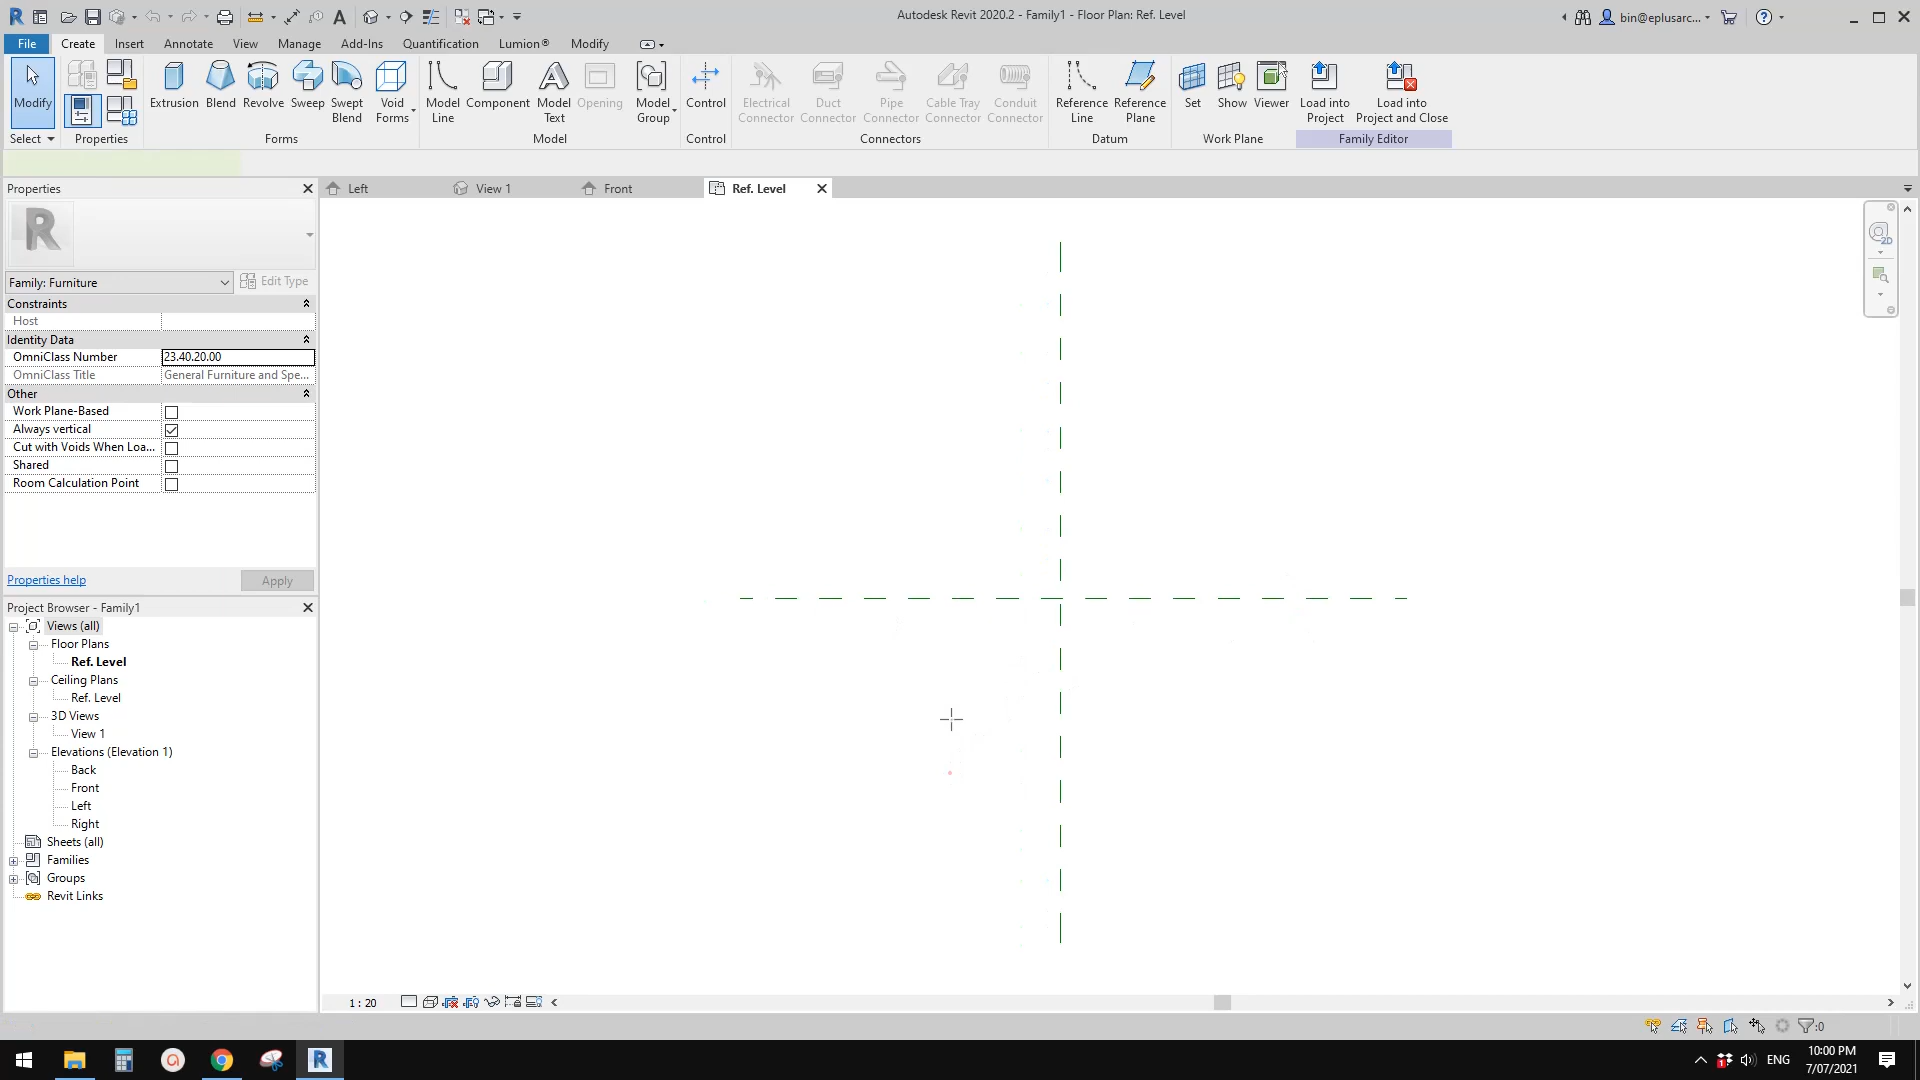 Autodesk Revit 2020.2 - Family1 - Floor Plan: Ref. Level
bin@eplusarc...
File Create Insert Annotate View Manage Add-Ins Quantification Lumion® Modify
Modify
Extrusion Blend Revolve Sweep Swept Blend Void Forms
Model Line Component Model Text Opening Model Group
Control
Electrical Connector Duct Connector Pipe Connector Cable Tray Connector Conduit Connector
Reference Line Reference Plane
Set Show Viewer
Load into Project Load into Project and Close
Select Properties Forms Model Control Connectors Datum Work Plane Family Editor
Properties
Left View 1 Front Ref. Level
2D
Family: Furniture Edit Type
Constraints
Host
Identity Data
OmniClass Number 23.40.20.00
OmniClass Title General Furniture and Spe...
Other
Work Plane-Based
Always vertical
Cut with Voids When Loa...
Shared
Room Calculation Point
Properties help Apply
Project Browser - Family1
Views (all)
Floor Plans
Ref. Level
Ceiling Plans
Ref. Level
3D Views
View 1
Elevations (Elevation 1)
Back
Front
Left
Right
Sheets (all)
Families
Groups
Revit Links
1 : 20
:0
ENG
10:00 PM
7/07/2021